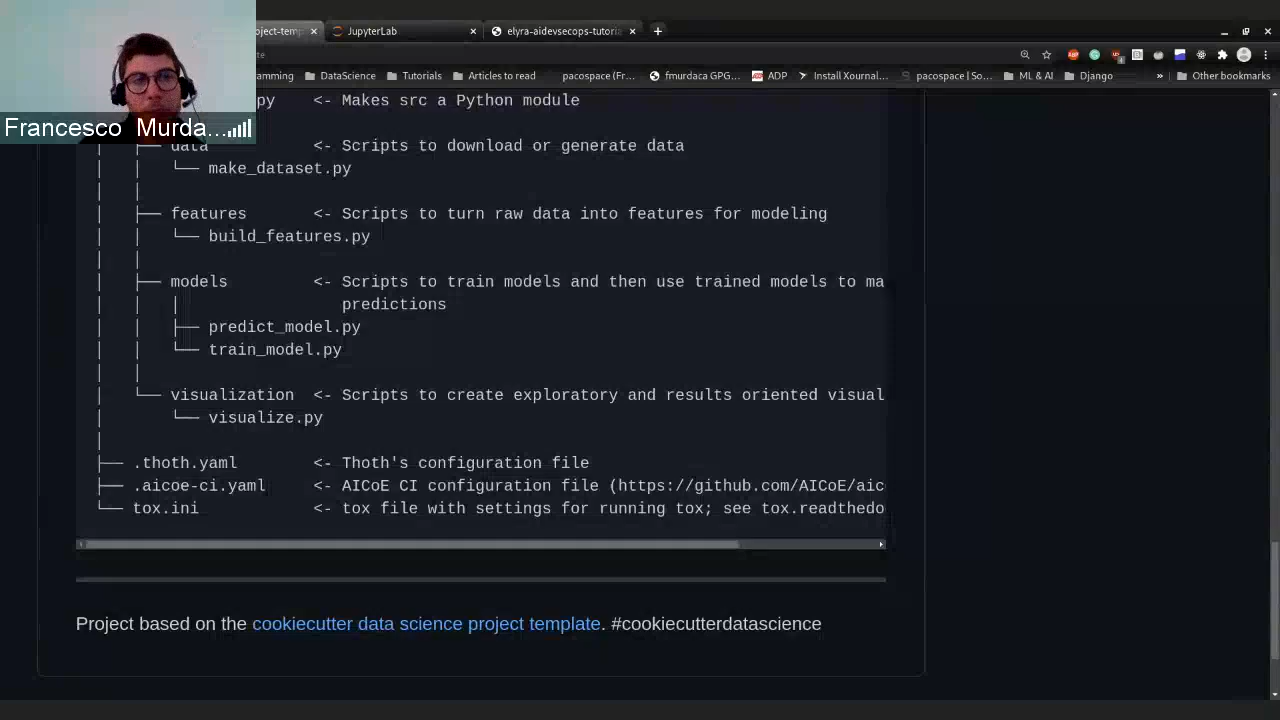 oject-temp
JupyterLab
elyra-aidevsecops-tutoria
amming
DataScience
Tutorials
Articles to read
pacospace (Fr...
fmurdaca GPG...
ADP
Install Xournal...
pacospace | So...
ML & AI
Django
»
Other bookmarks
Francesco Murda...
py <- Makes src a Python module
├── data <- Scripts to download or generate data
└── make_dataset.py
├── features <- Scripts to turn raw data into features for modeling
└── build_features.py
├── models <- Scripts to train models and then use trained models to ma
predictions
├── predict_model.py
└── train_model.py
└── visualization <- Scripts to create exploratory and results oriented visual
└── visualize.py
├── .thoth.yaml <- Thoth's configuration file
├── .aicoe-ci.yaml <- AICoE CI configuration file (https://github.com/AICoE/aico
└── tox.ini <- tox file with settings for running tox; see tox.readthedo
Project based on the cookiecutter data science project template. #cookiecutterdatascience